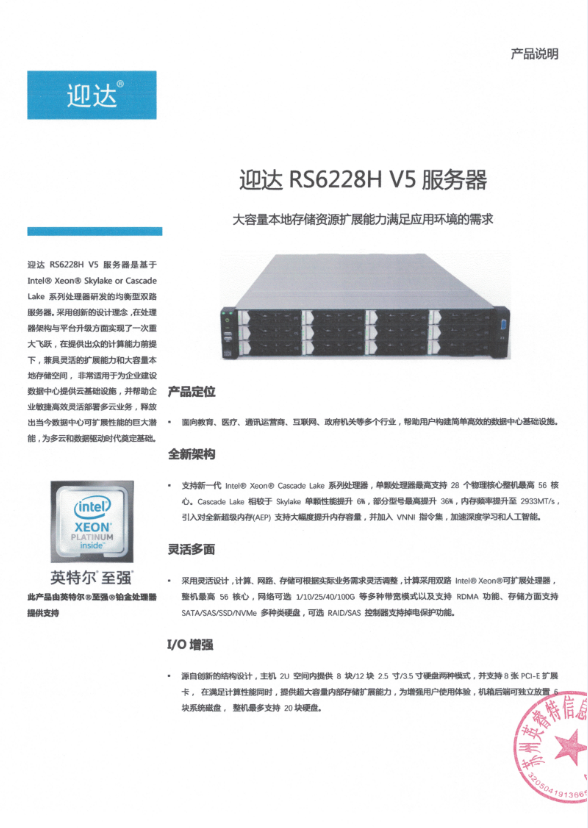 产品说明
迎达®
迎达 RS6228H V5 服务器
大容量本地存储资源扩展能力满足应用环境的需求
迎达 RS6228H V5 服务器是基于
Intel® Xeon® Skylake or Cascade
Lake 系列处理器研发的均衡型双路
服务器。采用创新的设计理念,在处理
器架构与平台升级方面实现了一次重
大飞跃,在提供出众的计算能力前提
下,兼具灵活的扩展能力和大容量本
地存储空间, 非常适用于为企业建设
数据中心提供云基础设施,并帮助企
业敏捷高效灵活部署多云业务,释放
出当今数据中心可扩展性能的巨大潜
能,为多云和数据驱动时代奠定基础。
(intel)
XEON®
PLATINUM
inside™
英特尔®至强®
此产品由英特尔®至强®铂金处理器
提供支持
产品定位
• 面向教育、医疗、通讯运营商、互联网、政府机关等多个行业,帮助用户构建简单高效的数据中心基础设施。
全新架构
• 支持新一代 Intel® Xeon® Cascade Lake 系列处理器,单颗处理器最高支持 28 个物理核心整机最高 56 核
心。Cascade Lake 相较于 Skylake 单颗性能提升 6%,部分型号最高提升 36%,内存频率提升至 2933MT/s,
引入对全新超级内存(AEP) 支持大幅度提升内存容量,并加入 VNNI 指令集,加速深度学习和人工智能。
灵活多面
• 采用灵活设计,计算、网路、存储可根据实际业务需求灵活调整,计算采用双路 Intel® Xeon®可扩展处理器,
整机最高 56 核心,网络可选 1/10/25/40/100G 等多种带宽模式以及支持 RDMA 功能、存储方面支持
SATA/SAS/SSD/NVMe 多种类硬盘,可选 RAID/SAS 控制器支持掉电保护功能。
I/O 增强
• 源自创新的结构设计,主机 2U 空间内提供 8 块/12 块 2.5 寸/3.5 寸硬盘两种模式,并支持 8 张 PCI-E 扩展
卡, 在满足计算性能同时,提供超大容量内部存储扩展能力,为增强用户使用体验,机箱后端可独立放置 6
块系统磁盘, 整机最多支持 20 块硬盘。
苏州英睿特信息
32050419138